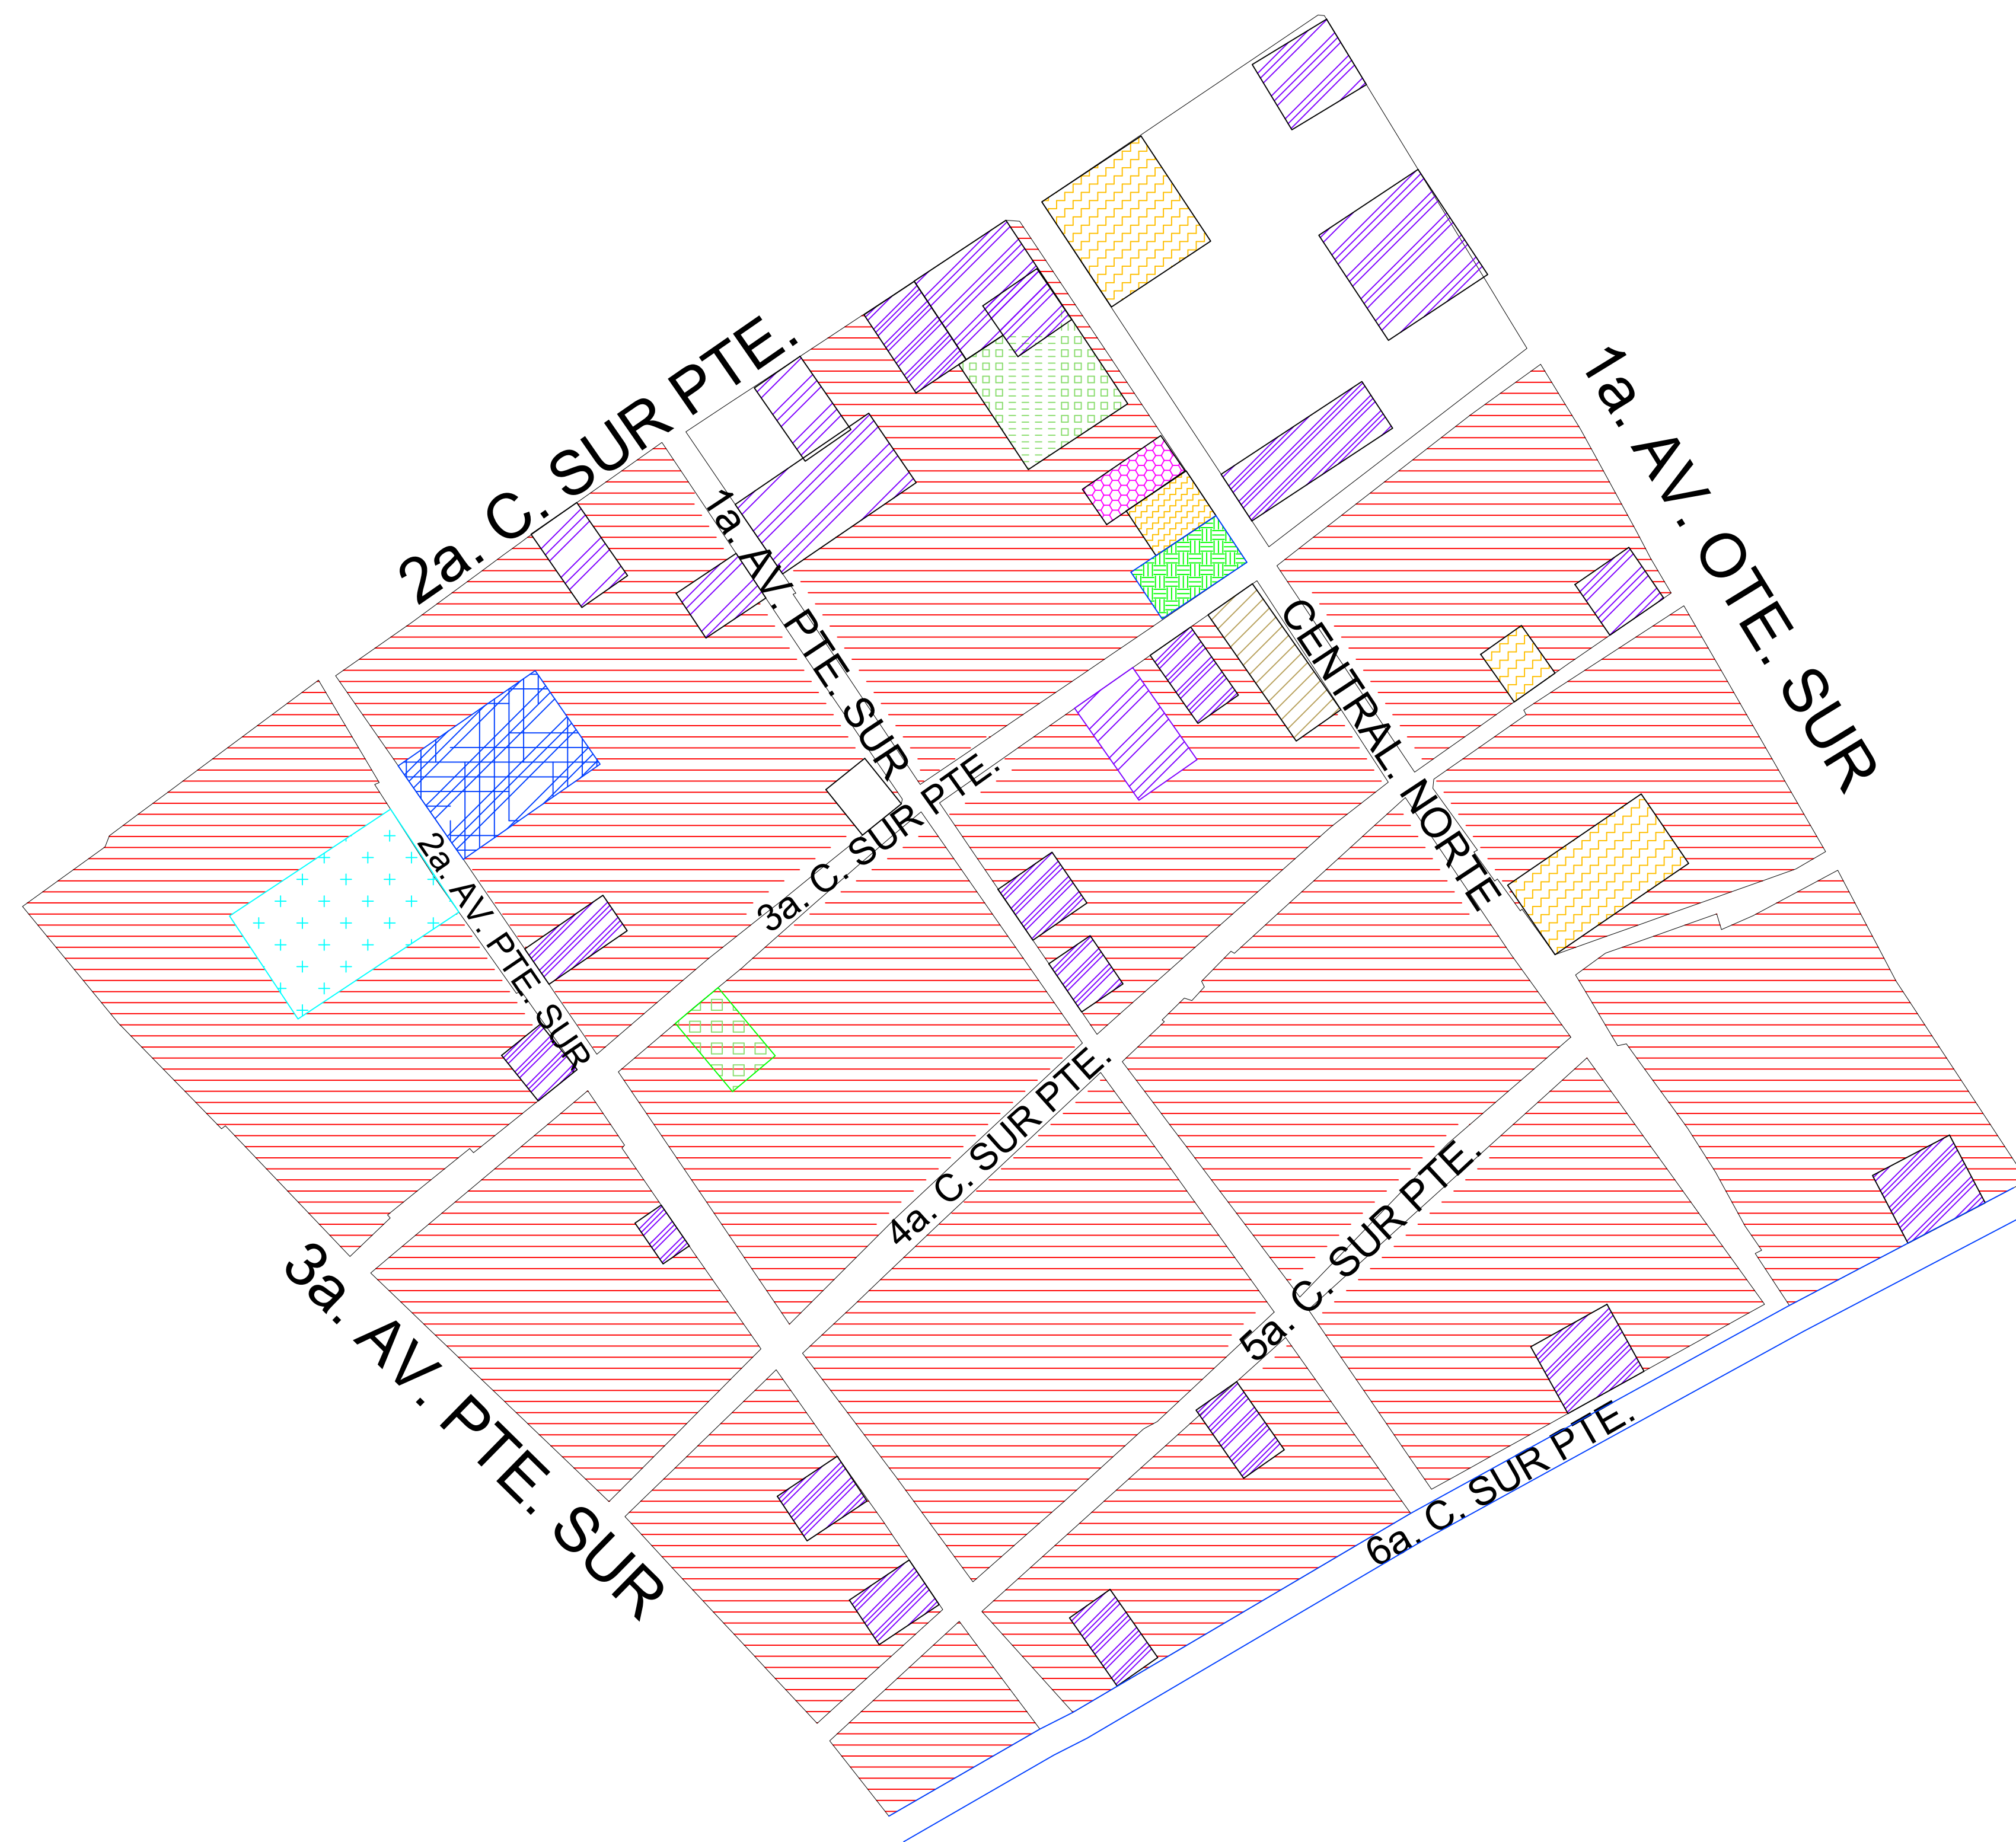 2a. C. SUR PTE.
1a. AV. OTE. SUR
1a. AV. PTE. SUR
CENTRAL. NORTE
2a. AV. PTE. SUR
3a. C. SUR PTE.
4a. C. SUR PTE.
5a. C. SUR PTE.
3a. AV. PTE. SUR
6a. C. SUR PTE.